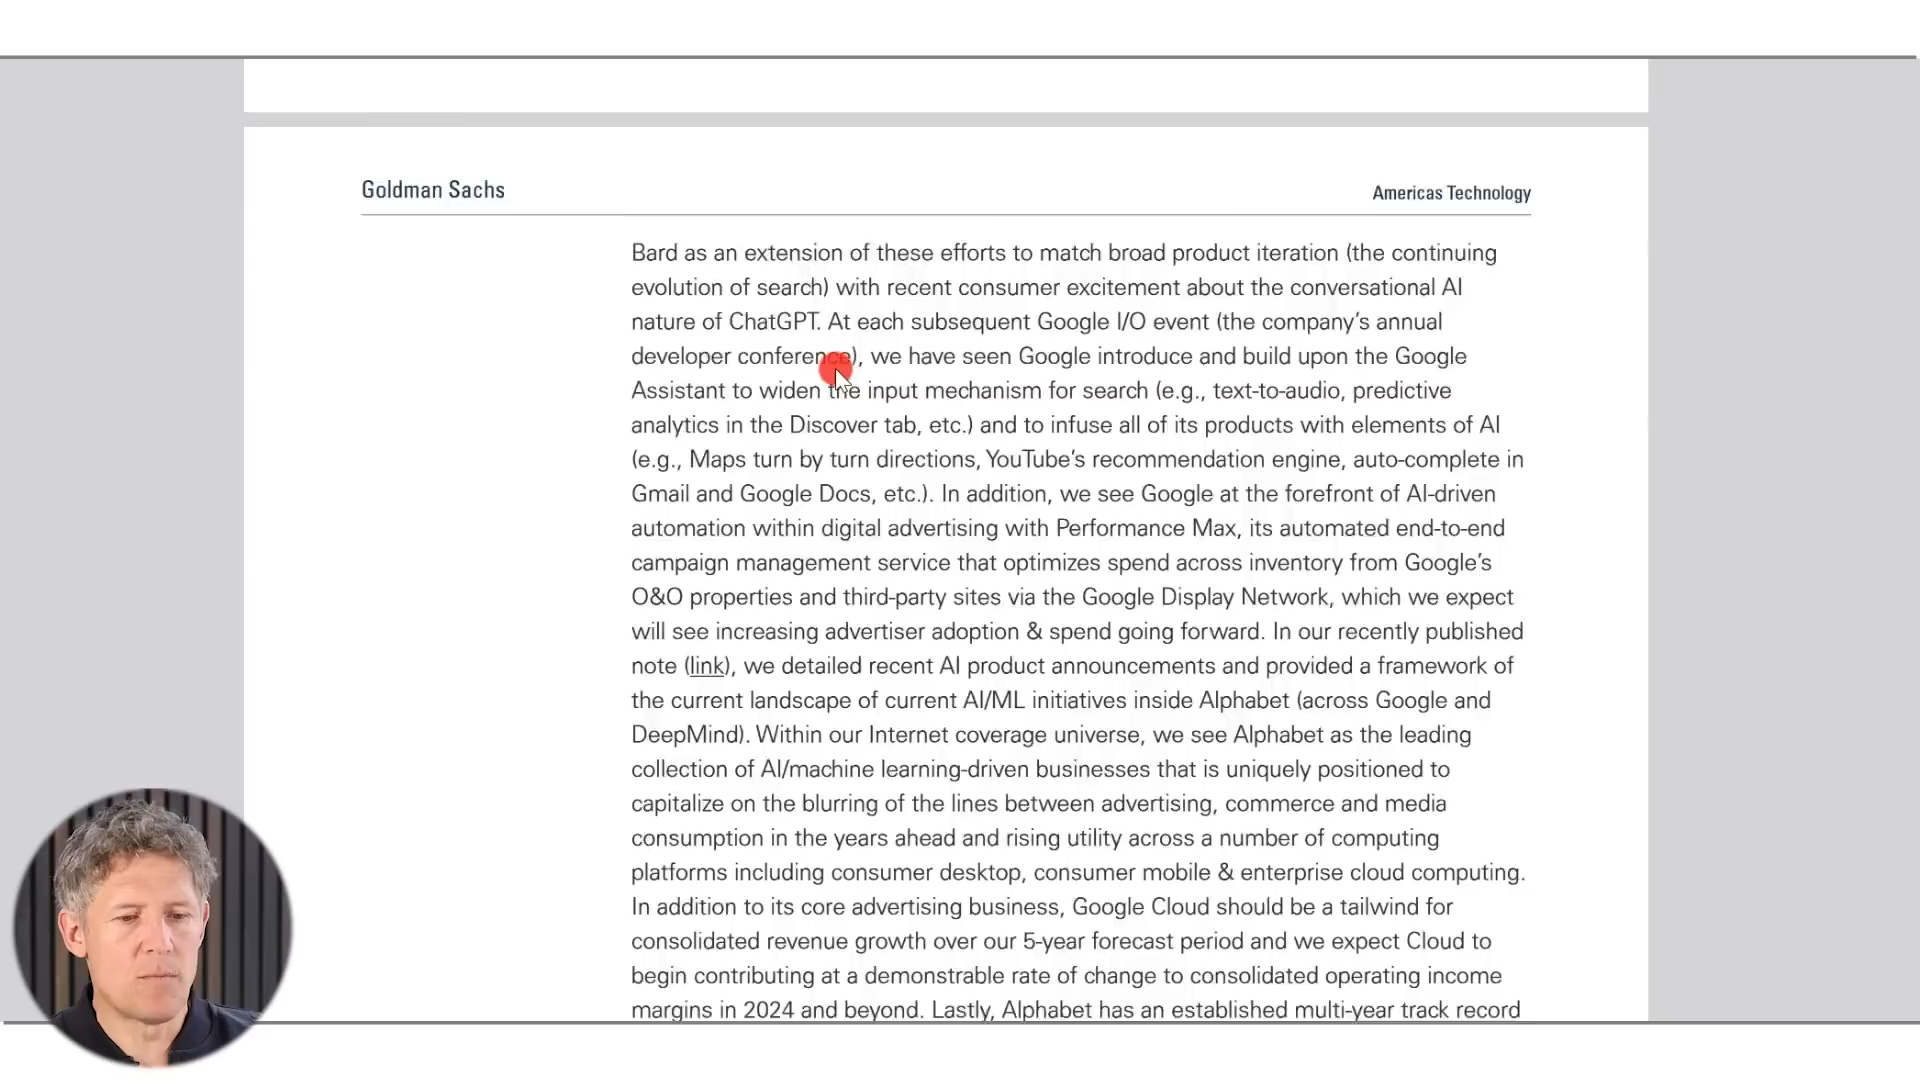 Goldman Sachs
Americas Technology
Bard as an extension of these efforts to match broad product iteration (the continuing
evolution of search) with recent consumer excitement about the conversational AI
nature of ChatGPT. At each subsequent Google I/O event (the company’s annual
developer conference), we have seen Google introduce and build upon the Google
Assistant to widen the input mechanism for search (e.g., text-to-audio, predictive
analytics in the Discover tab, etc.) and to infuse all of its products with elements of AI
(e.g., Maps turn by turn directions, YouTube’s recommendation engine, auto-complete in
Gmail and Google Docs, etc.). In addition, we see Google at the forefront of AI-driven
automation within digital advertising with Performance Max, its automated end-to-end
campaign management service that optimizes spend across inventory from Google’s
O&O properties and third-party sites via the Google Display Network, which we expect
will see increasing advertiser adoption & spend going forward. In our recently published
note (link), we detailed recent AI product announcements and provided a framework of
the current landscape of current AI/ML initiatives inside Alphabet (across Google and
DeepMind). Within our Internet coverage universe, we see Alphabet as the leading
collection of AI/machine learning-driven businesses that is uniquely positioned to
capitalize on the blurring of the lines between advertising, commerce and media
consumption in the years ahead and rising utility across a number of computing
platforms including consumer desktop, consumer mobile & enterprise cloud computing.
In addition to its core advertising business, Google Cloud should be a tailwind for
consolidated revenue growth over our 5-year forecast period and we expect Cloud to
begin contributing at a demonstrable rate of change to consolidated operating income
margins in 2024 and beyond. Lastly, Alphabet has an established multi-year track record